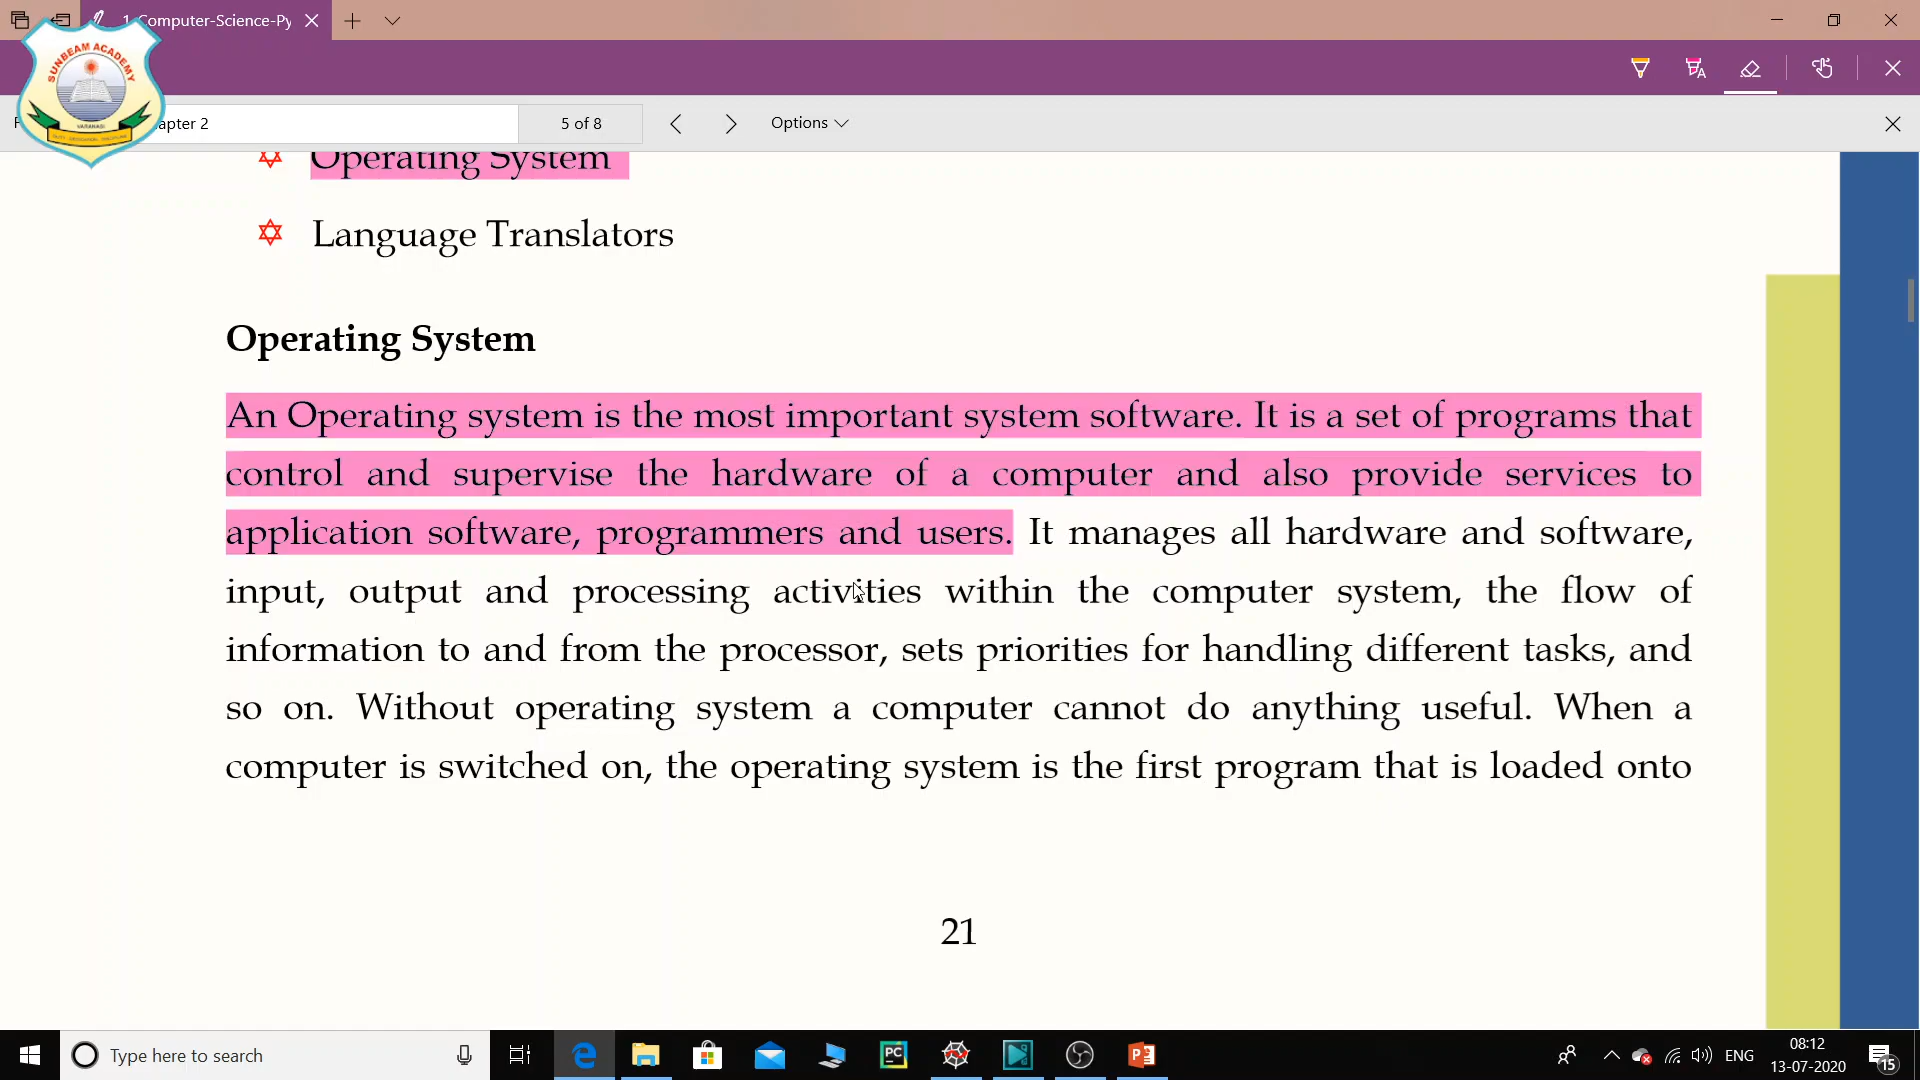 1 Computer-Science-Py
SUNBEAM ACADEMY
VARANASI
apter 2
5 of 8
Options
Operating System
Language Translators
Operating System
An Operating system is the most important system software. It is a set of programs that
control and supervise the hardware of a computer and also provide services to
application software, programmers and users. It manages all hardware and software,
input, output and processing activities within the computer system, the flow of
information to and from the processor, sets priorities for handling different tasks, and
so on. Without operating system a computer cannot do anything useful. When a
computer is switched on, the operating system is the first program that is loaded onto
21
Type here to search
ENG
08:12
13-07-2020
15